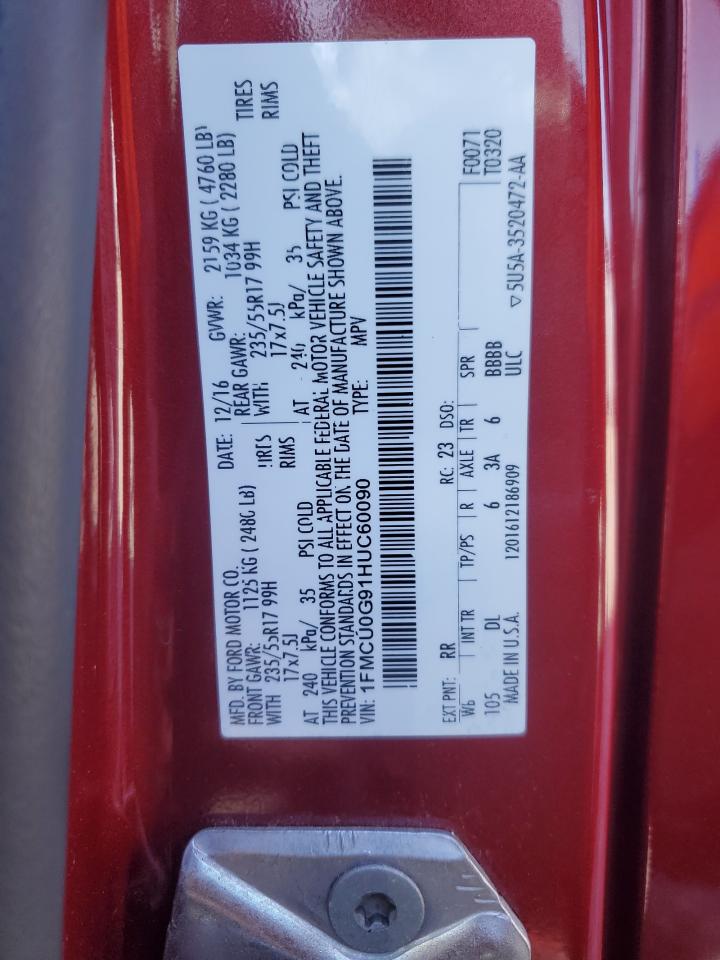 MFD. BY FORD MOTOR CO. DATE: 12/16 GVWR: 2159 KG ( 4760 LB)
FRONT GAWR: 1125 KG ( 2480 LB) REAR GAWR: 1034 KG ( 2280 LB)
WITH 235/55R17 99H TIRES WITH 235/55R17 99H TIRES
17x7.5J RIMS 17x7.5J RIMS
AT 240 kPa/ 35 PSI COLD AT 240 kPa/ 35 PSI COLD
THIS VEHICLE CONFORMS TO ALL APPLICABLE FEDERAL MOTOR VEHICLE SAFETY AND THEFT
PREVENTION STANDARDS IN EFFECT ON THE DATE OF MANUFACTURE SHOWN ABOVE.
VIN: 1FMCU0G91HUC60090 TYPE: MPV
EXT PNT: RR RC: 23 DSO: F0071
W6 INT TR TP/PS R AXLE TR SPR T0320
105 DL 6 3A 6 BBBB
MADE IN U.S.A. 1201612186909 ULC ▽5U5A-3520472-AA